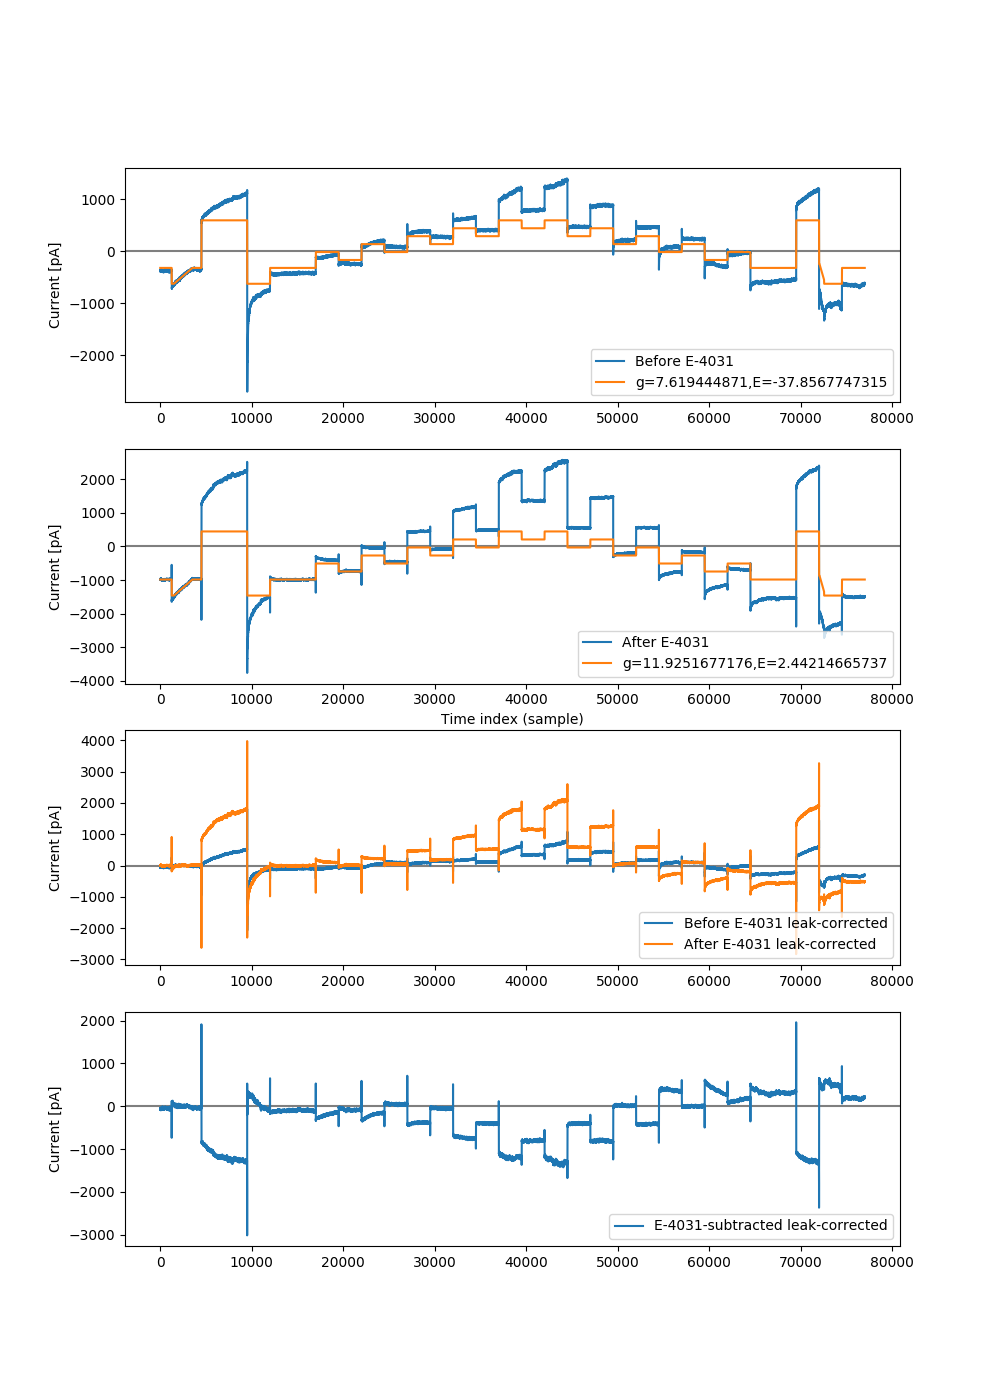 1000
0
−1000
−2000
Current [pA]
Before E-4031
g=7.619444871,E=-37.8567747315
0 10000 20000 30000 40000 50000 60000 70000 80000
2000
1000
0
−1000
−2000
−3000
−4000
Current [pA]
After E-4031
g=11.9251677176,E=2.44214665737
0 10000 20000 30000 40000 50000 60000 70000 80000
Time index (sample)
4000
3000
2000
1000
0
−1000
−2000
−3000
Current [pA]
Before E-4031 leak-corrected
After E-4031 leak-corrected
0 10000 20000 30000 40000 50000 60000 70000 80000
2000
1000
0
−1000
−2000
−3000
Current [pA]
E-4031-subtracted leak-corrected
0 10000 20000 30000 40000 50000 60000 70000 80000